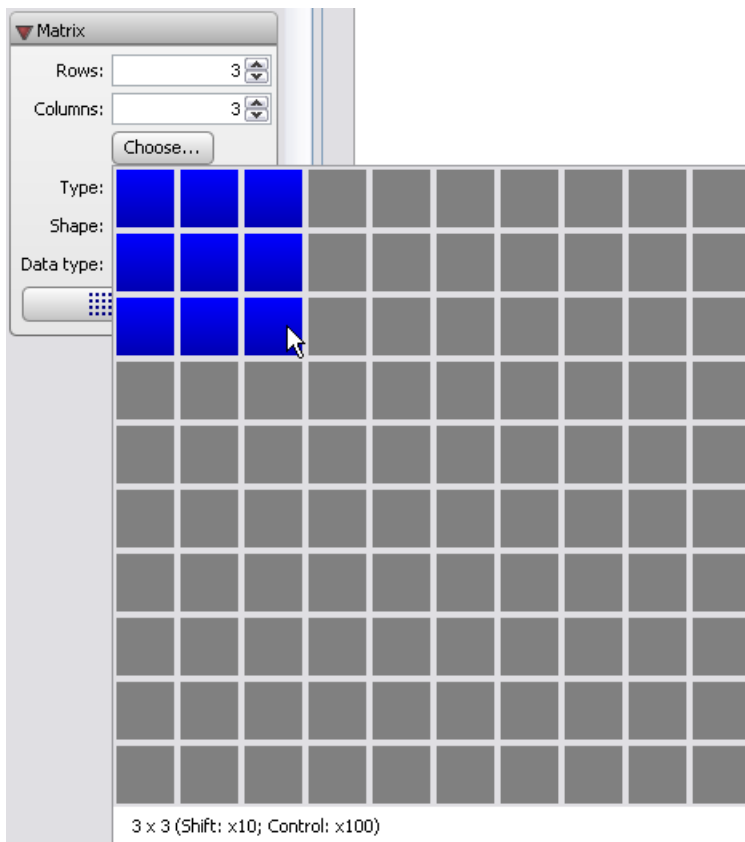 Matrix
Rows: 3
Columns: 3
Choose...
Type:
Shape:
Data type:
3 x 3 (Shift: x10; Control: x100)